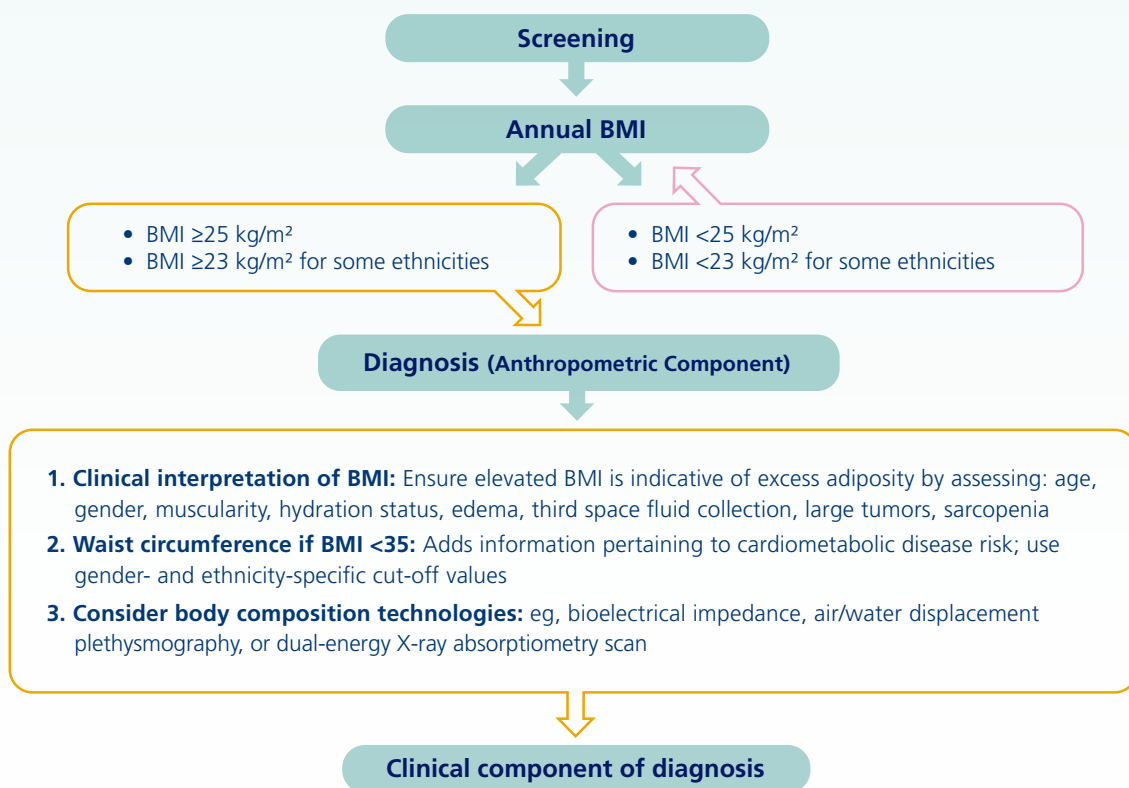 Screening
Annual BMI
• BMI ≥25 kg/m²
• BMI ≥23 kg/m² for some ethnicities
• BMI <25 kg/m²
• BMI <23 kg/m² for some ethnicities
Diagnosis (Anthropometric Component)
1. Clinical interpretation of BMI: Ensure elevated BMI is indicative of excess adiposity by assessing: age,
gender, muscularity, hydration status, edema, third space fluid collection, large tumors, sarcopenia
2. Waist circumference if BMI <35: Adds information pertaining to cardiometabolic disease risk; use
gender- and ethnicity-specific cut-off values
3. Consider body composition technologies: eg, bioelectrical impedance, air/water displacement
plethysmography, or dual-energy X-ray absorptiometry scan
Clinical component of diagnosis